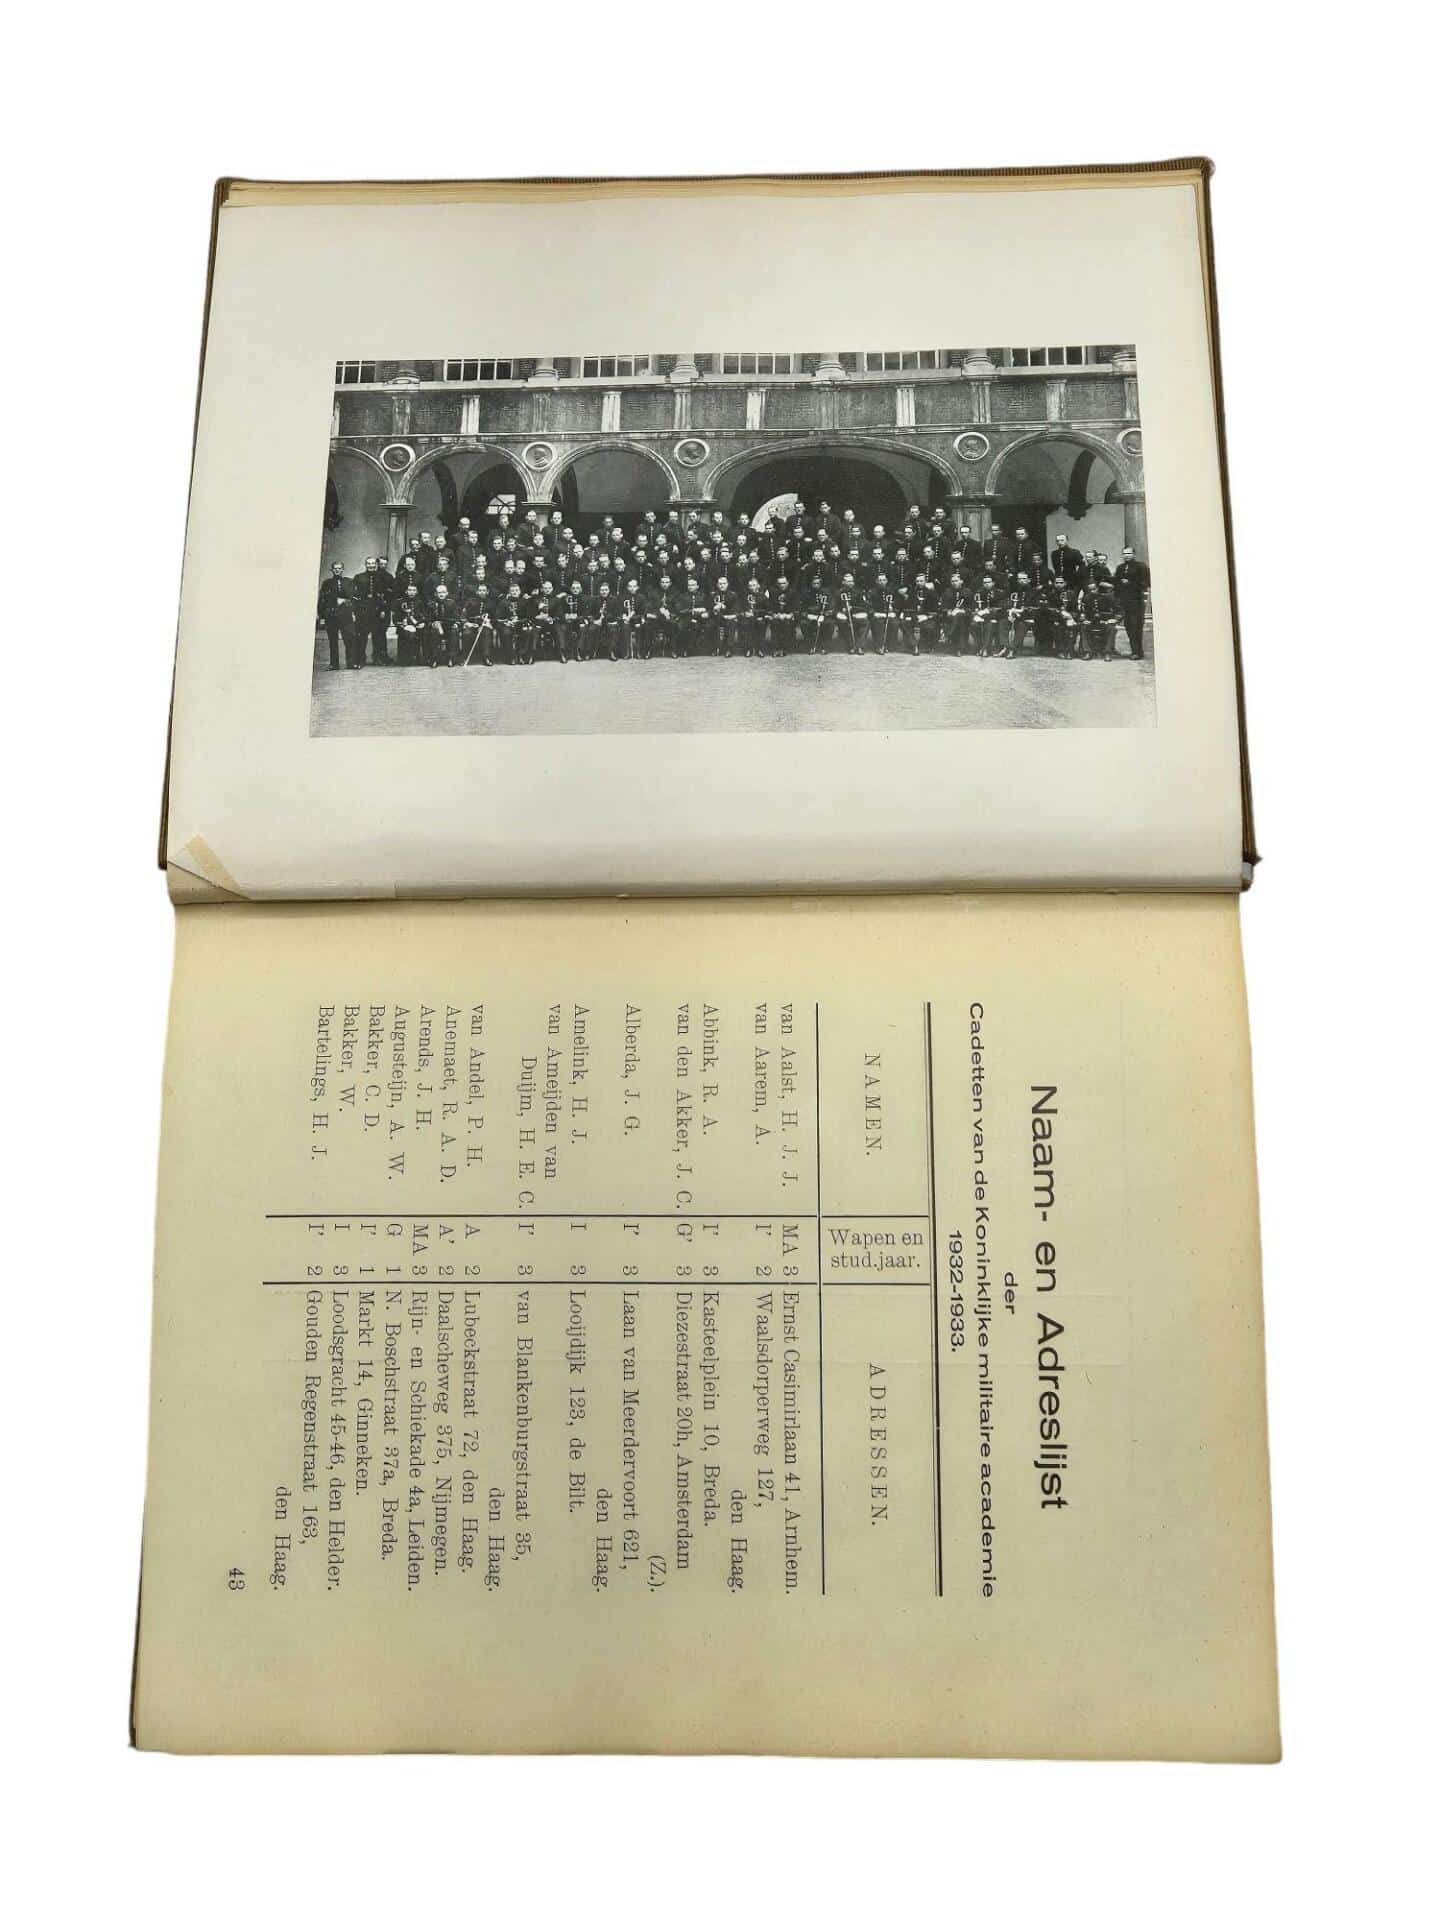 Naam- en Adreslijst
der
Cadetten van de Koninklijke militaire academie
1932-1933.
NAMEN. Wapen en stud.jaar. ADRESSEN.
van Aalst, H. J. J. MA 3 Ernst Casimirlaan 41, Arnhem.
van Aarem, A. I' 2 Waalsdorperweg 127,
den Haag.
Abbink, R. A. I' 3 Kasteelplein 10, Breda.
van den Akker, J. C. G' 3 Diezestraat 20h, Amsterdam
(Z.).
Alberda, J. G. I' 3 Laan van Meerdervoort 621,
den Haag.
Amelink, H. J. I 3 Looijdijk 123, de Bilt.
van Ameijden van
Duijm, H. E. C. I' 3 van Blankenburgstraat 35,
den Haag.
van Andel, P. H. A 2 Lubeckstraat 72, den Haag.
Anemaet, R. A. D. A' 2 Daalscheweg 375, Nijmegen.
Arends, J. H. MA 3 Rijn- en Schiekade 4a, Leiden.
Augusteijn, A. W. G 1 N. Boschstraat 37a, Breda.
Bakker, C. D. I' 1 Markt 14, Ginneken.
Bakker, W. I 3 Loodsgracht 45-46, den Helder.
Bartelings, H. J. I' 2 Gouden Regenstraat 163,
den Haag.
43